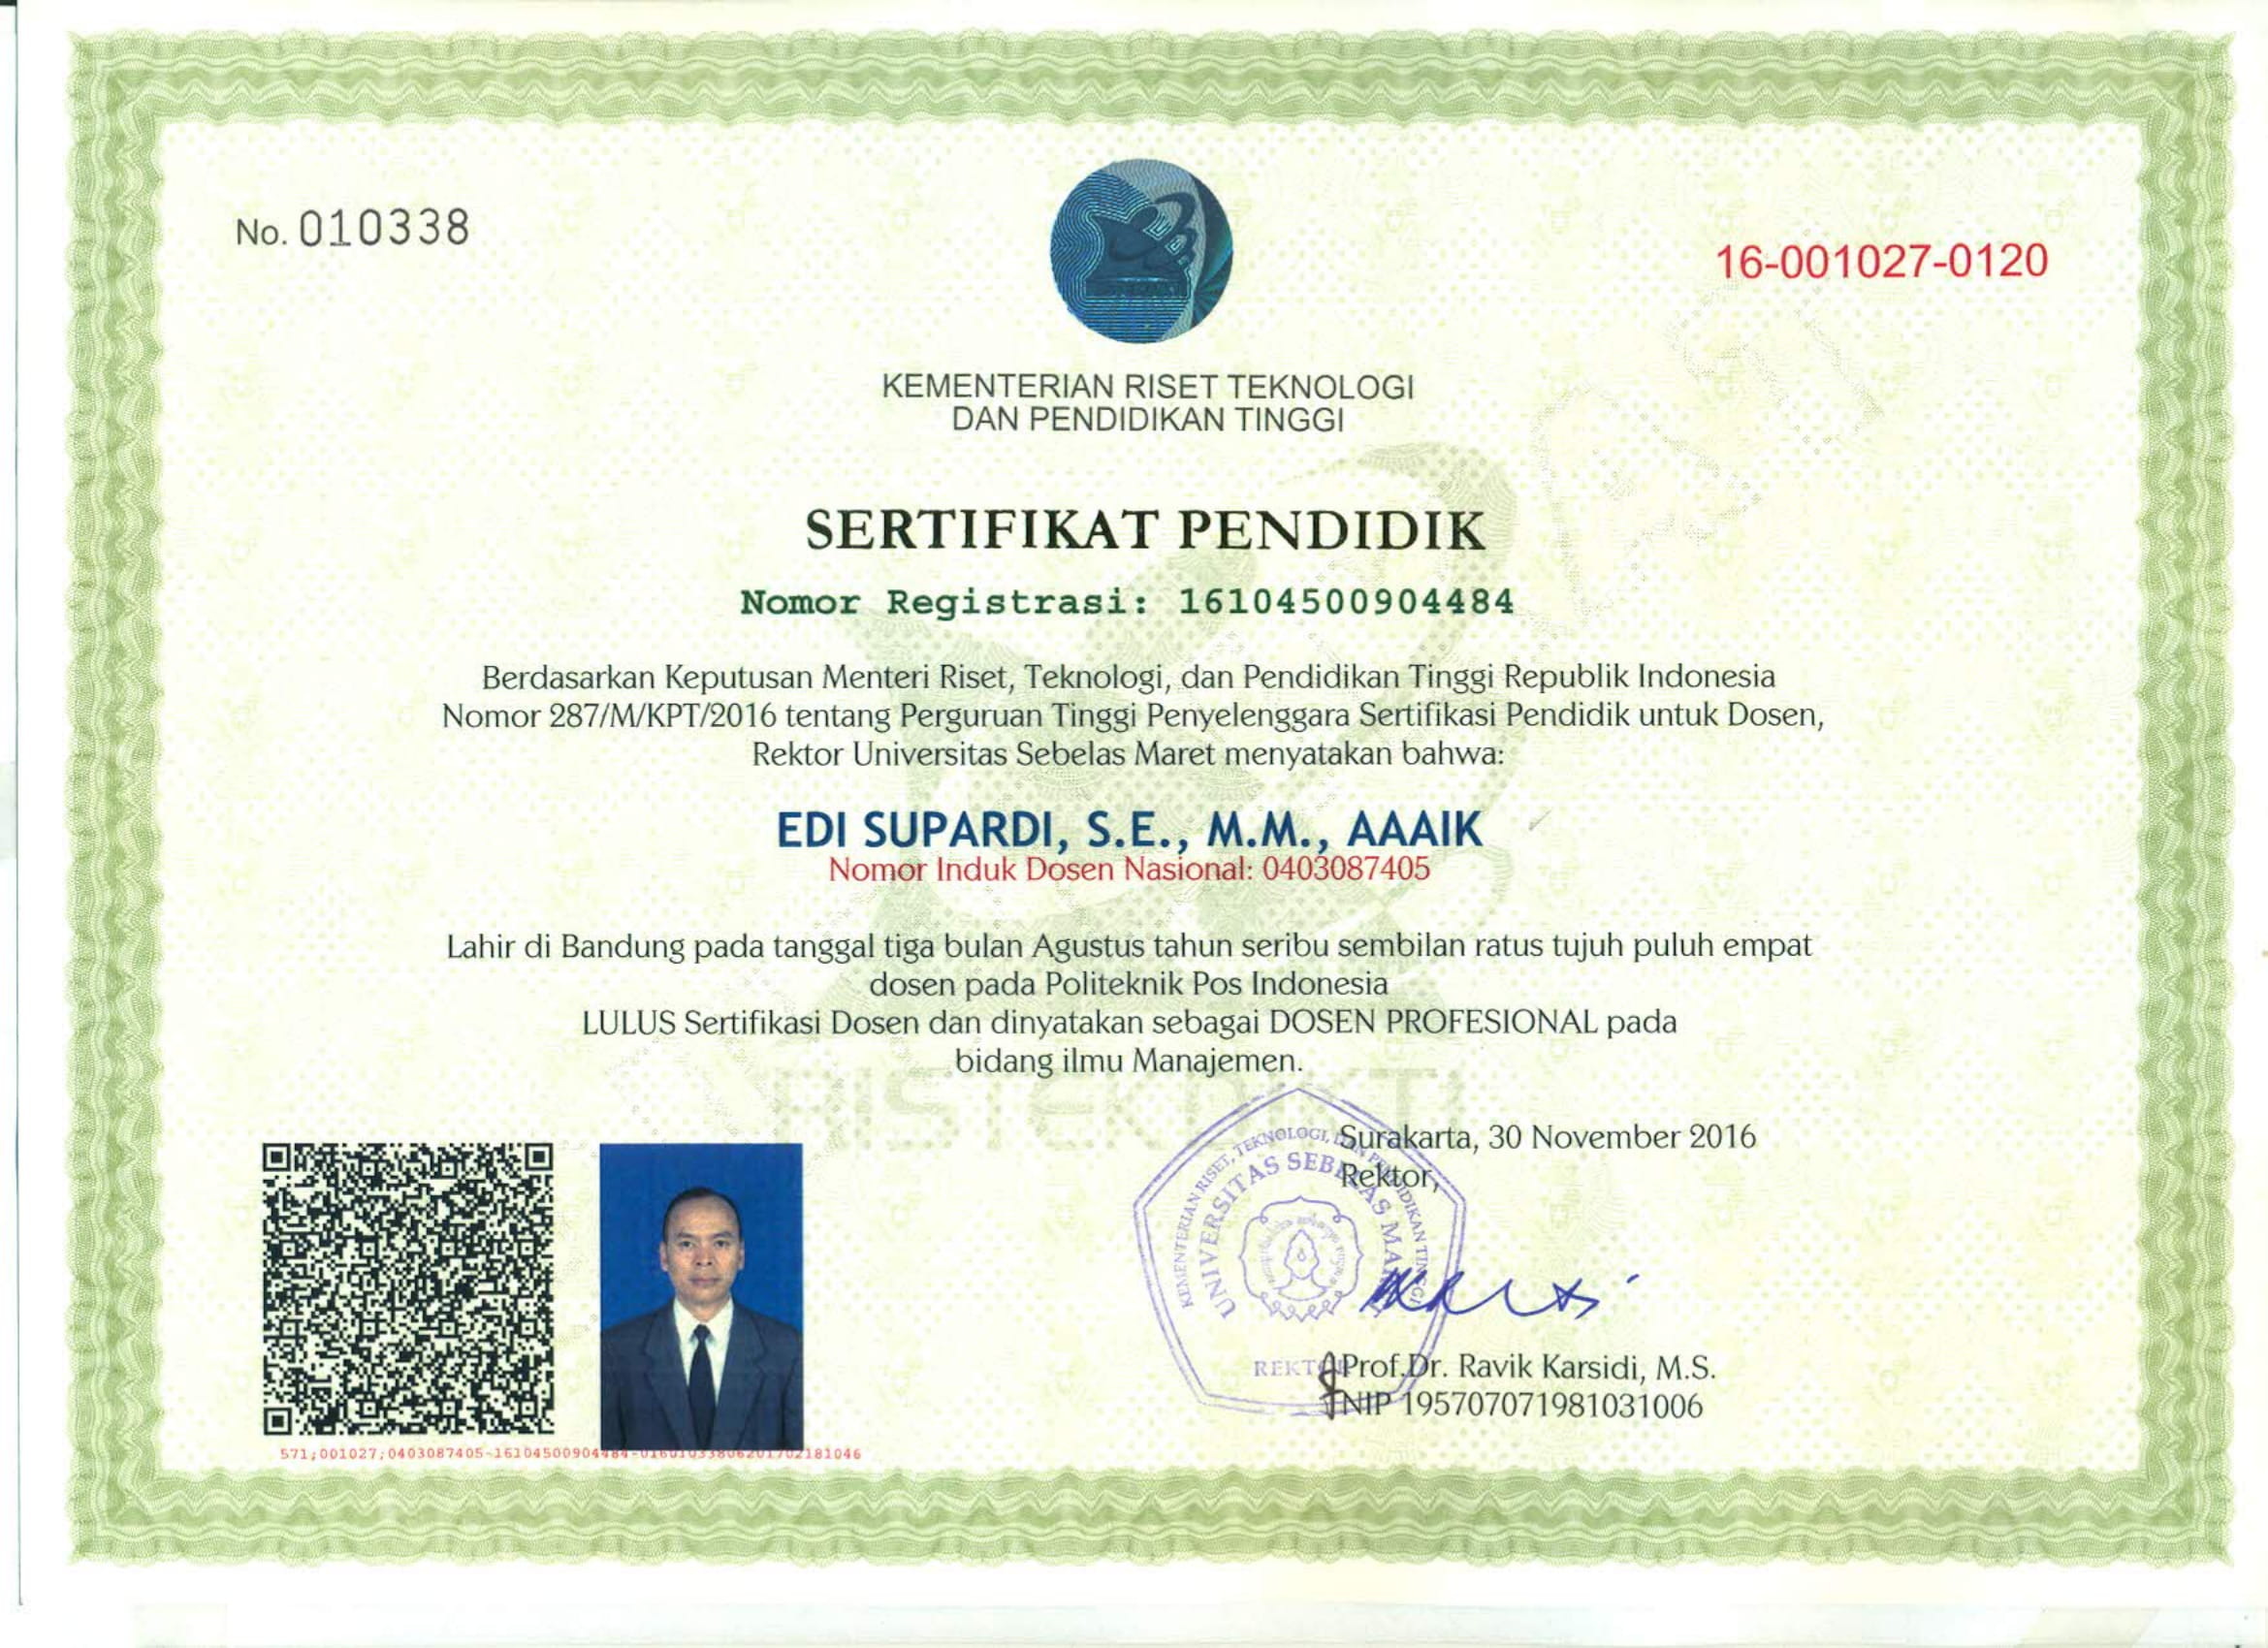 No. 010338
16-001027-0120
KEMENTERIAN RISET TEKNOLOGI
DAN PENDIDIKAN TINGGI
SERTIFIKAT PENDIDIK
Nomor Registrasi: 16104500904484
Berdasarkan Keputusan Menteri Riset, Teknologi, dan Pendidikan Tinggi Republik Indonesia
Nomor 287/M/KPT/2016 tentang Perguruan Tinggi Penyelenggara Sertifikasi Pendidik untuk Dosen,
Rektor Universitas Sebelas Maret menyatakan bahwa:
EDI SUPARDI, S.E., M.M., AAAIK
Nomor Induk Dosen Nasional: 0403087405
Lahir di Bandung pada tanggal tiga bulan Agustus tahun seribu sembilan ratus tujuh puluh empat
dosen pada Politeknik Pos Indonesia
LULUS Sertifikasi Dosen dan dinyatakan sebagai DOSEN PROFESIONAL pada
bidang ilmu Manajemen.
RISTEKDIKTI
Surakarta, 30 November 2016
Rektor,
KEMENTERIAN RISET, TEKNOLOGI, DAN PENDIDIKAN TINGGI
UNIVERSITAS SEBELAS MARET
REKTOR
Prof.Dr. Ravik Karsidi, M.S.
NIP 195707071981031006
571;001027;0403087405-16104500904484-0160103380620170​2181046